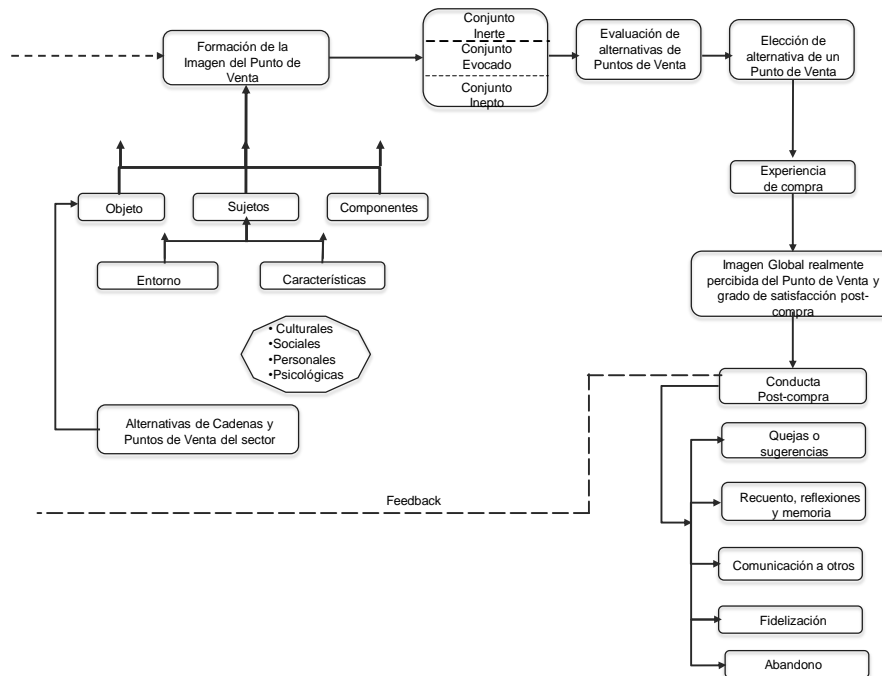 Formación de la
Imagen del Punto de
Venta
Conjunto
Inerte
Conjunto
Evocado
Conjunto
Inepto
Evaluación de
alternativas de
Puntos de Venta
Elección de
alternativa de un
Punto de Venta
Experiencia
de compra
Objeto
Sujetos
Componentes
Entorno
Características
Imagen Global realmente
percibida del Punto de Venta y
grado de satisfacción post-
compra
• Culturales
•Sociales
•Personales
•Psicológicas
Conducta
Post-compra
Alternativas de Cadenas y
Puntos de Venta del sector
Quejas o
sugerencias
Feedback
Recuento, reflexiones
y memoria
Comunicación a otros
Fidelización
Abandono